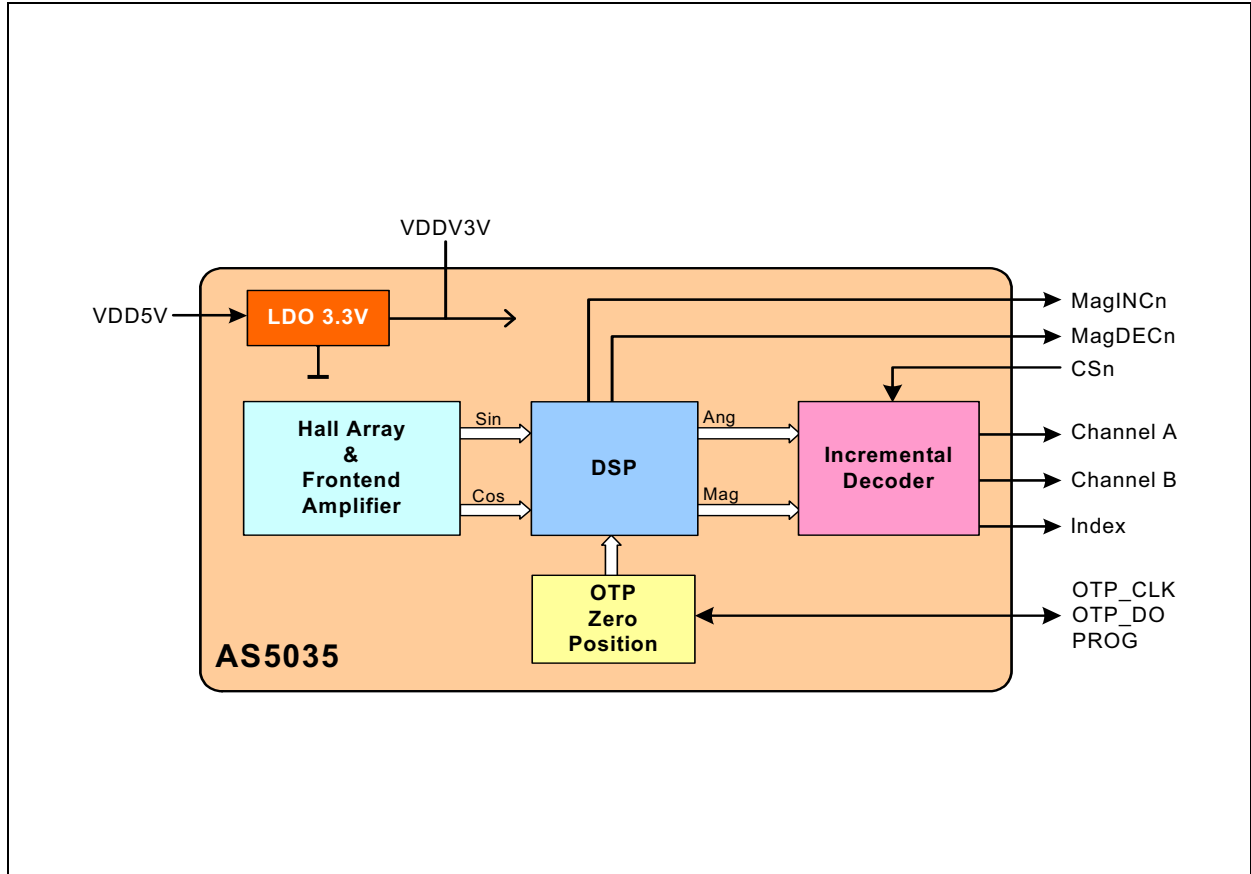 VDDV3V
VDD5V
LDO 3.3V
MagINCn
MagDECn
CSn
Hall Array
&
Frontend
Amplifier
Sin
Cos
DSP
Ang
Mag
Incremental
Decoder
Channel A
Channel B
Index
OTP
Zero
Position
OTP_CLK
OTP_DO
PROG
AS5035